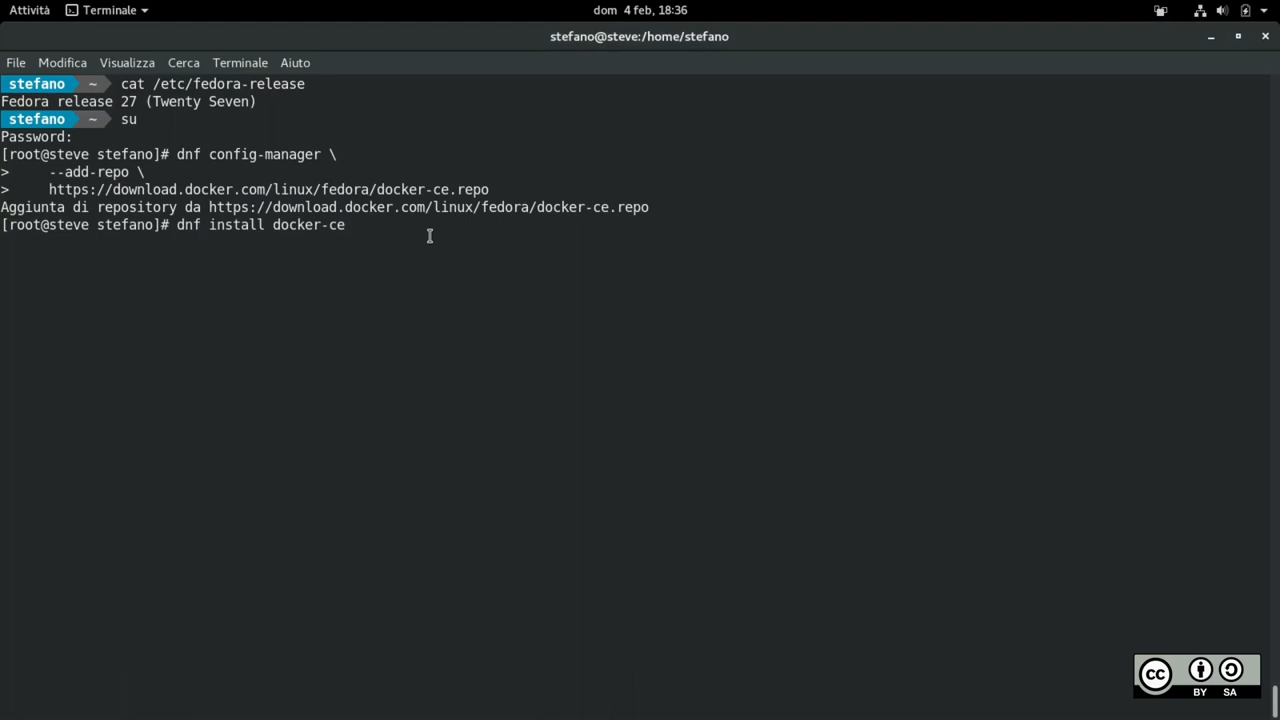 Attività Terminale dom 4 feb, 18:36
stefano@steve:/home/stefano
File Modifica Visualizza Cerca Terminale Aiuto
stefano ~ cat /etc/fedora-release
Fedora release 27 (Twenty Seven)
stefano ~ su
Password:
[root@steve stefano]# dnf config-manager \
> --add-repo \
> https://download.docker.com/linux/fedora/docker-ce.repo
Aggiunta di repository da https://download.docker.com/linux/fedora/docker-ce.repo
[root@steve stefano]# dnf install docker-ce
cc
BY SA